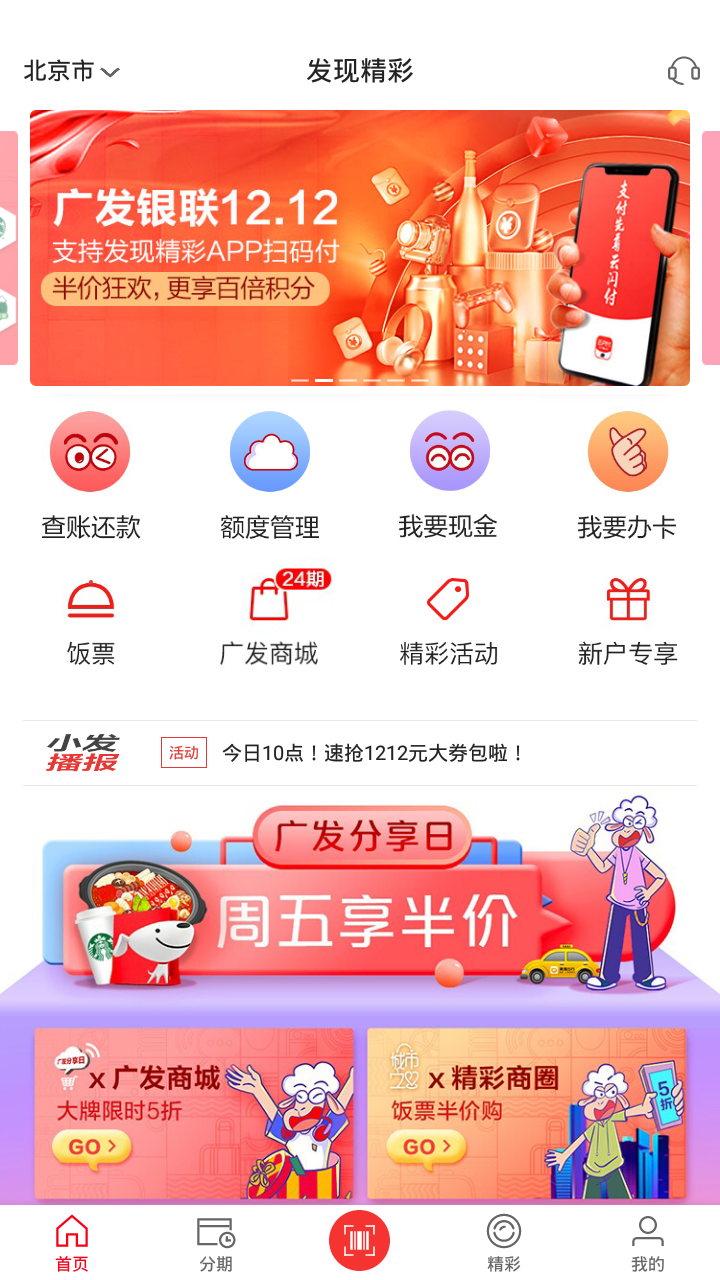 北京市
发现精彩
广发银联12.12
支持发现精彩APP扫码付
半价狂欢,更享百倍积分
支付先看云闪付
查账还款
额度管理
我要现金
我要办卡
24期
饭票
广发商城
精彩活动
新户专享
小发
播报
活动
今日10点！速抢1212元大券包啦！
广发分享日
周五享半价
广发分享日
x 广发商城
大牌限时5折
GO >
城市
x 精彩商圈
饭票半价购
GO >
5折
首页
分期
精彩
我的